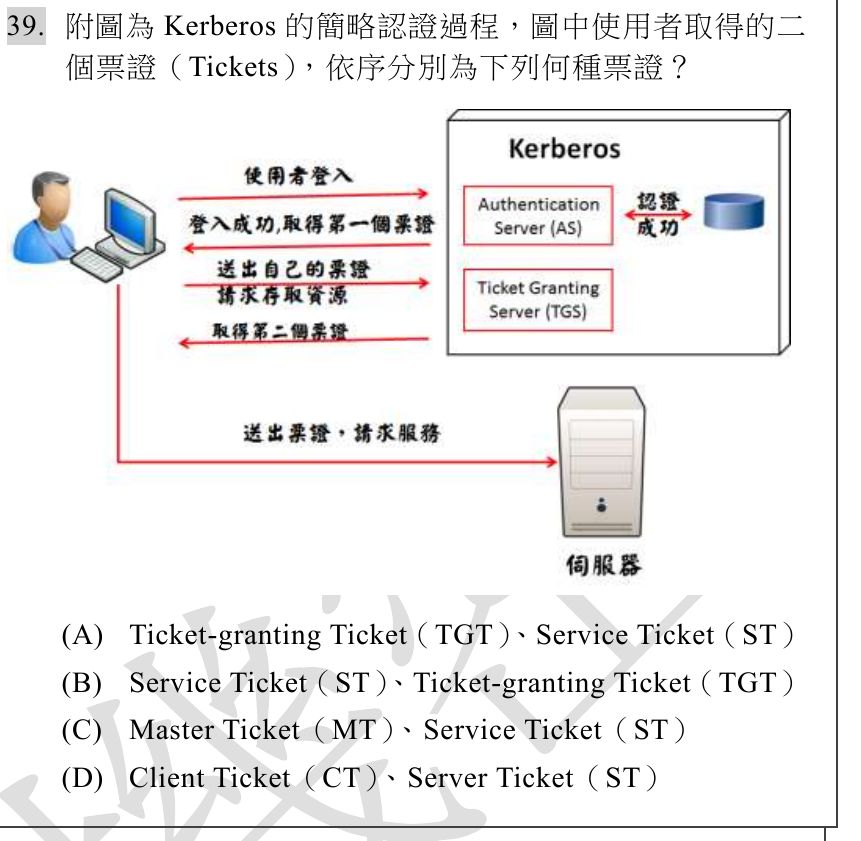 39. 附圖為 Kerberos 的簡略認證過程，圖中使用者取得的二
個票證（Tickets），依序分別為下列何種票證？
Kerberos
使用者登入
Authentication
Server (AS)
認證
成功
登入成功,取得第一個票證
送出自己的票證
請求存取資源
Ticket Granting
Server (TGS)
取得第二個票證
送出票證，請求服務
伺服器
(A) Ticket-granting Ticket（TGT）、Service Ticket（ST）
(B) Service Ticket（ST）、Ticket-granting Ticket（TGT）
(C) Master Ticket（MT）、Service Ticket（ST）
(D) Client Ticket（CT）、Server Ticket（ST）